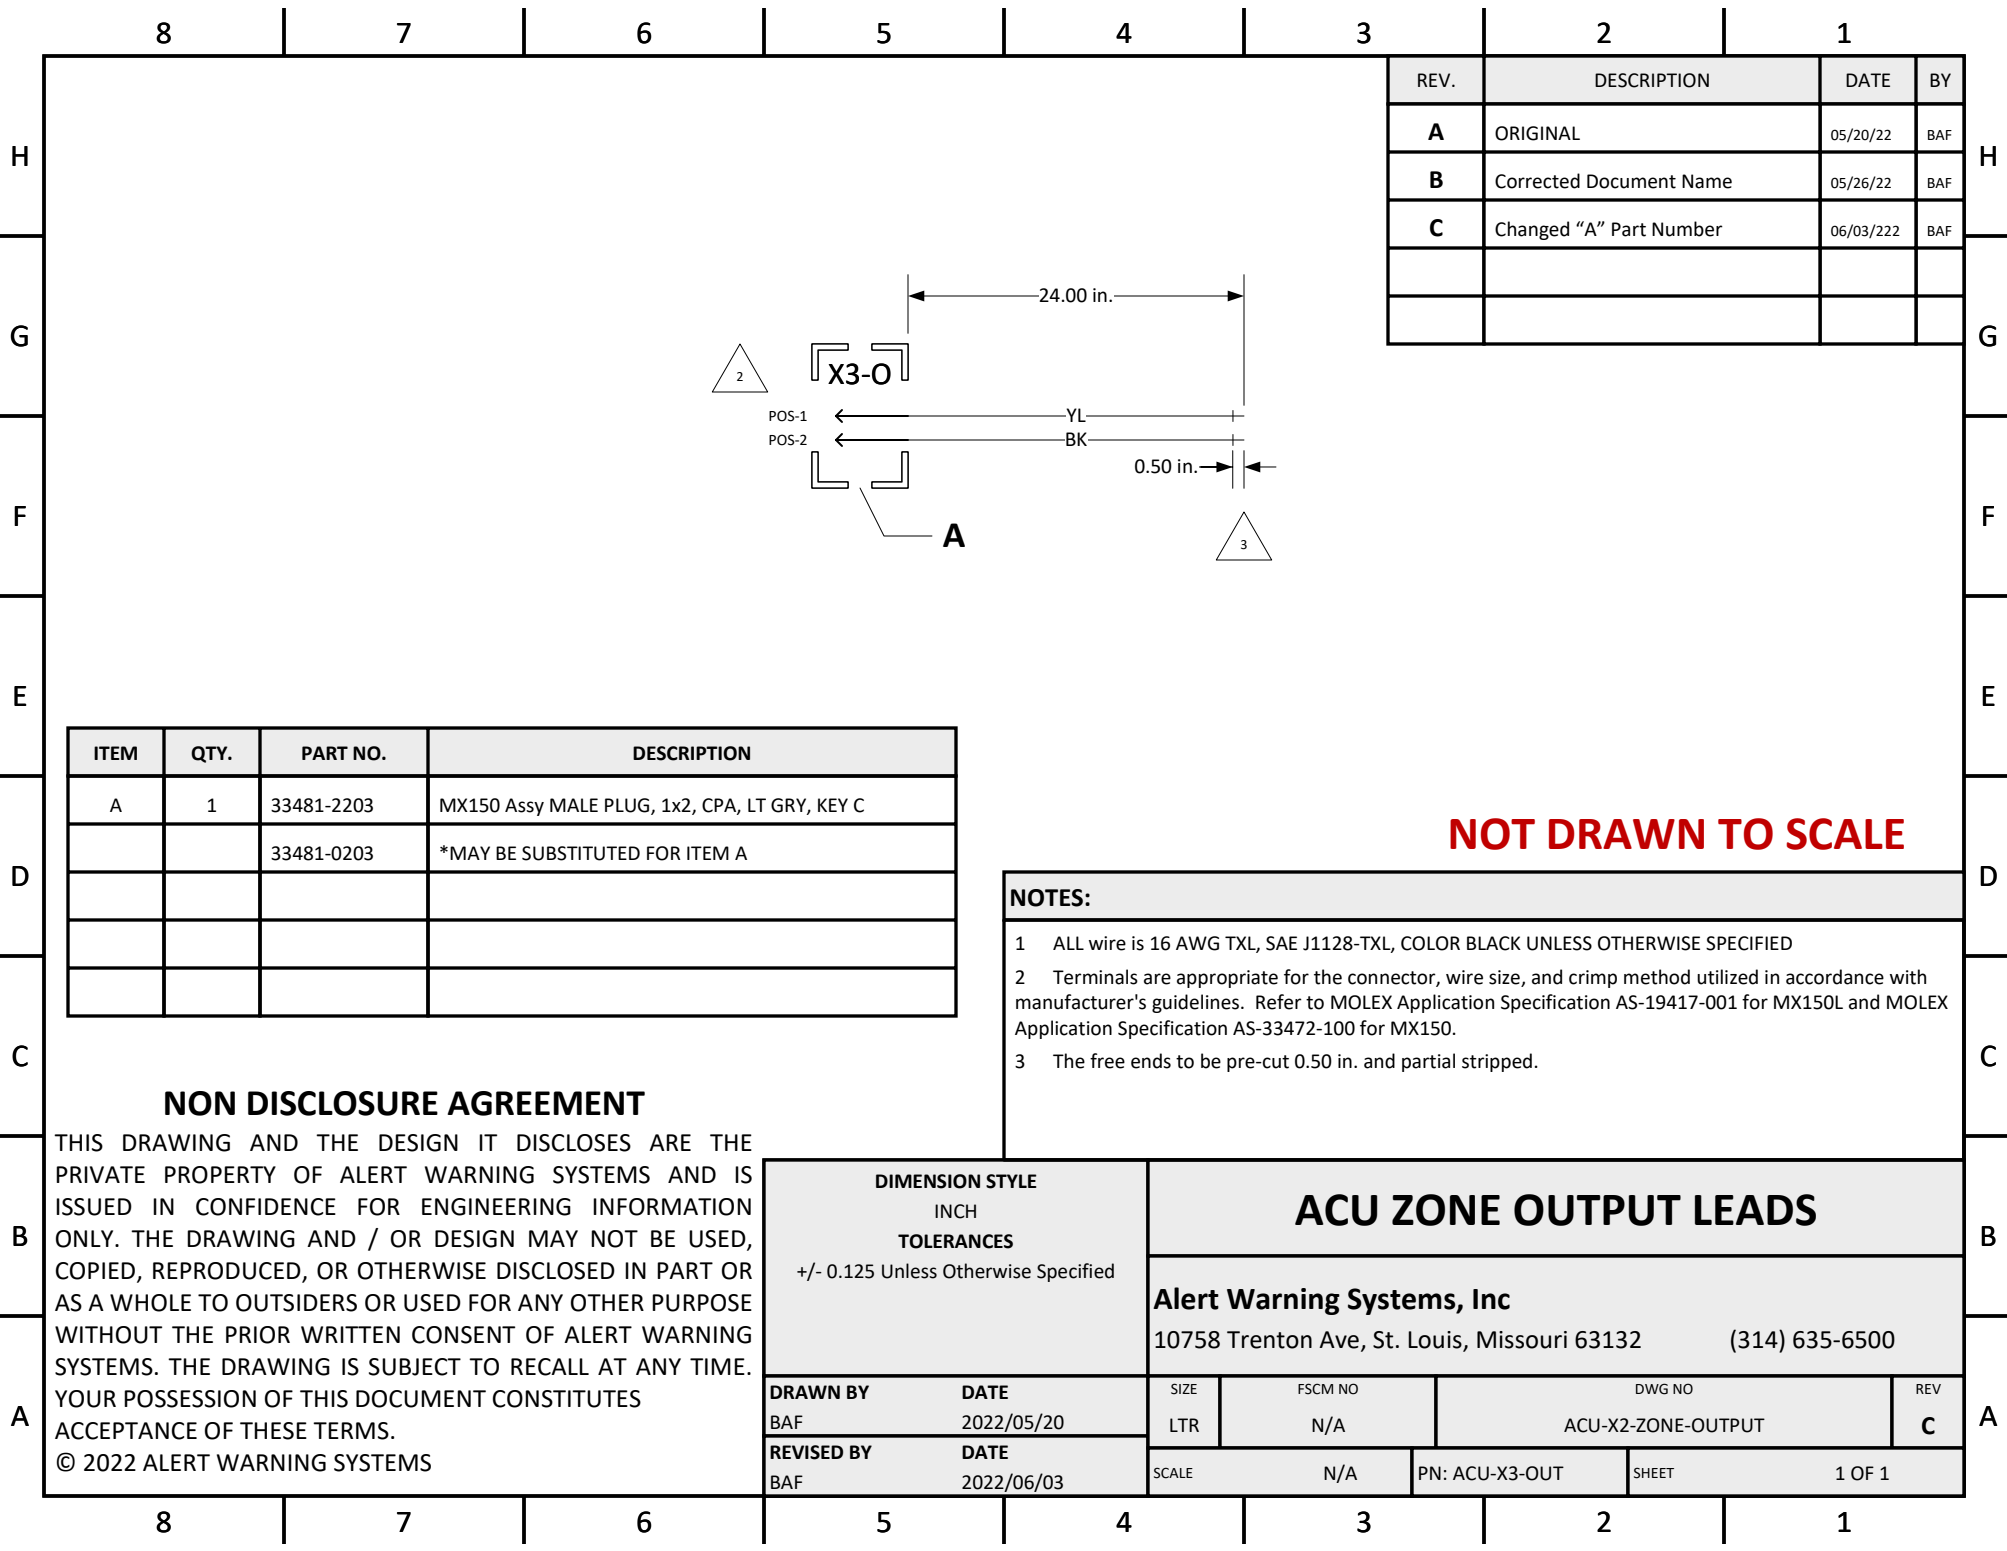 8 7 6 5 4 3 2 1
REV. DESCRIPTION DATE BY
A ORIGINAL 05/20/22 BAF
H H
B Corrected Document Name 05/26/22 BAF
C Changed “A” Part Number 06/03/222 BAF
24.00 in.
G G
2 X3-O
POS-1 YL
POS-2 BK
0.50 in.
F F
A 3
E E
ITEM QTY. PART NO. DESCRIPTION
A 1 33481-2203 MX150 Assy MALE PLUG, 1x2, CPA, LT GRY, KEY C
33481-0203 *MAY BE SUBSTITUTED FOR ITEM A
NOT DRAWN TO SCALE
D D
NOTES:
1 ALL wire is 16 AWG TXL, SAE J1128-TXL, COLOR BLACK UNLESS OTHERWISE SPECIFIED
2 Terminals are appropriate for the connector, wire size, and crimp method utilized in accordance with
manufacturer's guidelines. Refer to MOLEX Application Specification AS-19417-001 for MX150L and MOLEX
Application Specification AS-33472-100 for MX150.
3 The free ends to be pre-cut 0.50 in. and partial stripped.
C C
NON DISCLOSURE AGREEMENT
THIS DRAWING AND THE DESIGN IT DISCLOSES ARE THE
PRIVATE PROPERTY OF ALERT WARNING SYSTEMS AND IS
ISSUED IN CONFIDENCE FOR ENGINEERING INFORMATION
ONLY. THE DRAWING AND / OR DESIGN MAY NOT BE USED,
COPIED, REPRODUCED, OR OTHERWISE DISCLOSED IN PART OR
AS A WHOLE TO OUTSIDERS OR USED FOR ANY OTHER PURPOSE
WITHOUT THE PRIOR WRITTEN CONSENT OF ALERT WARNING
SYSTEMS. THE DRAWING IS SUBJECT TO RECALL AT ANY TIME.
YOUR POSSESSION OF THIS DOCUMENT CONSTITUTES
ACCEPTANCE OF THESE TERMS.
© 2022 ALERT WARNING SYSTEMS
B B
DIMENSION STYLE
INCH
TOLERANCES
+/- 0.125 Unless Otherwise Specified
ACU ZONE OUTPUT LEADS
Alert Warning Systems, Inc
10758 Trenton Ave, St. Louis, Missouri 63132 (314) 635-6500
A A
DRAWN BY DATE
BAF 2022/05/20
REVISED BY DATE
BAF 2022/06/03
SIZE FSCM NO DWG NO REV
LTR N/A ACU-X2-ZONE-OUTPUT C
SCALE N/A PN: ACU-X3-OUT SHEET 1 OF 1
8 7 6 5 4 3 2 1